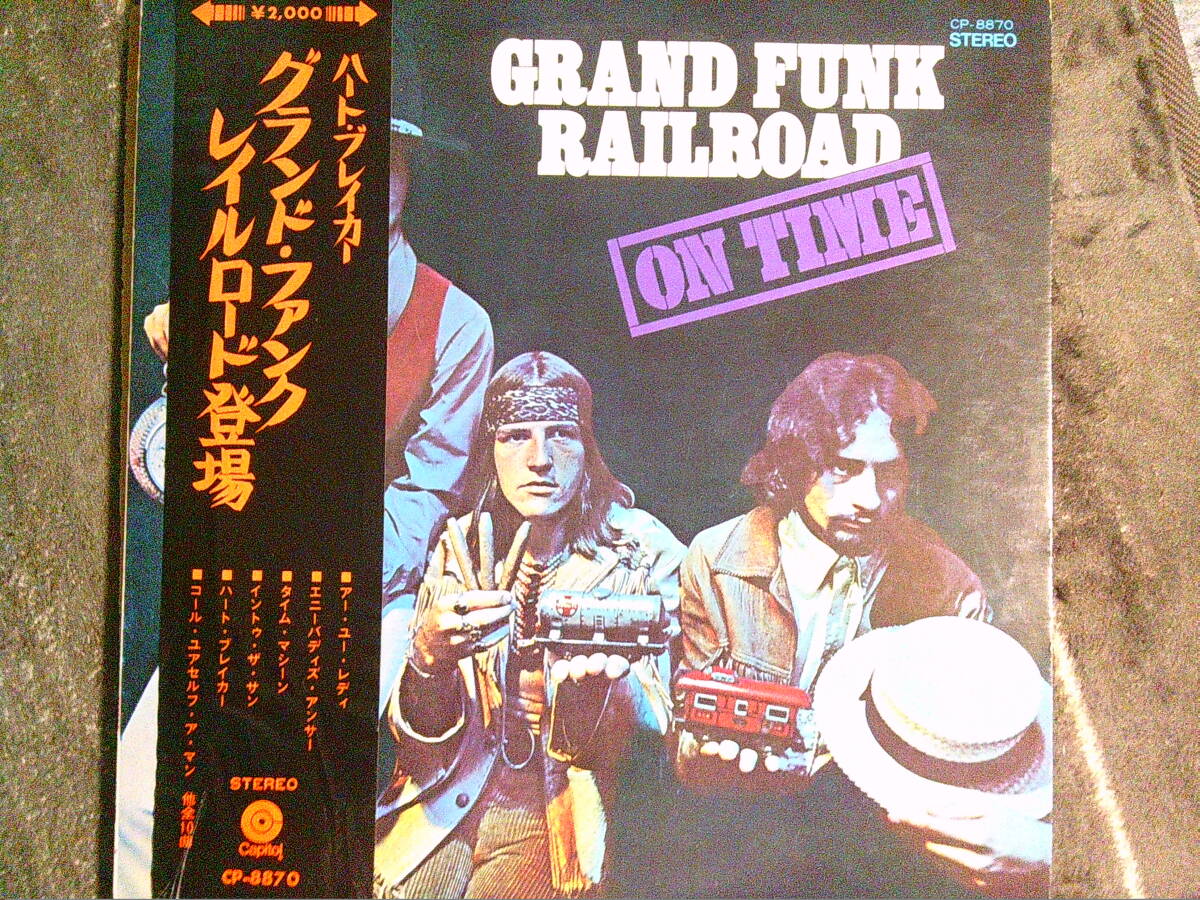 ¥2,000
ハート・ブレイカー
グランド・ファンク
レイルロード登場
■アー・ユー・レディ
■エニーバディズ・アンサー
■タイム・マシーン
■イントゥ・ザ・サン
■ハート・ブレイカー
■コール・ユアセルフ・ア・マン 他全10曲
STEREO
Capitol
CP-8870
CP-8870
STEREO
GRAND FUNK
RAILROAD
ON TIME